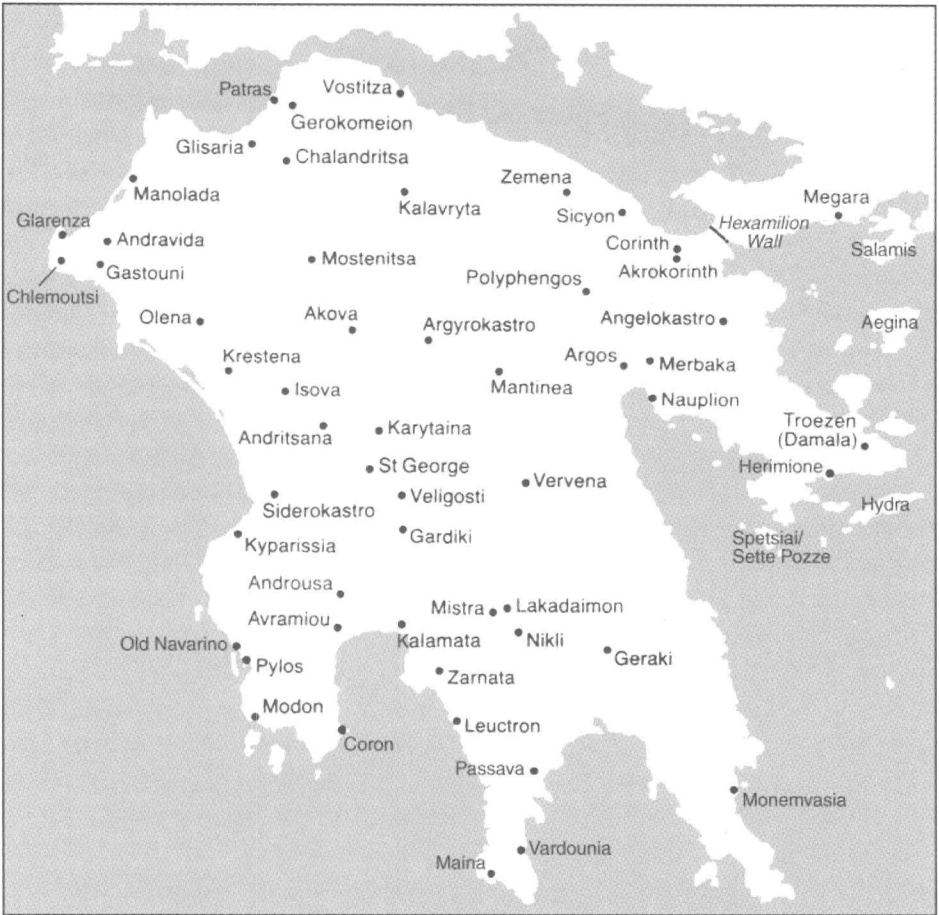 Patras
Vostitza
Gerokomeion
Glisaria
Chalandritsa
Zemena
Manolada
Kalavryta
Megara
Sicyon
Glarenza
Hexamilion
Wall
Andravida
Corinth
Salamis
Gastouni
Mostenitsa
Akrokorinth
Polyphengos
Chlemoutsi
Olena
Akova
Argyrokastro
Angelokastro
Aegina
Krestena
Argos
Merbaka
Isova
Mantinea
Nauplion
Andritsana
Karytaina
Troezen
(Damala)
St George
Herimione
Siderokastro
Veligosti
Vervena
Hydra
Kyparissia
Gardiki
Spetsiai/
Sette Pozze
Androusa
Mistra
Lakadaimon
Avramiou
Kalamata
Nikli
Old Navarino
Geraki
Pylos
Zarnata
Modon
Leuctron
Coron
Passava
Monemvasia
Vardounia
Maina